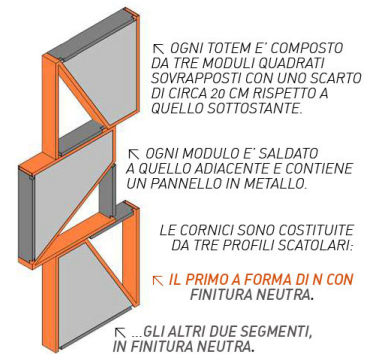 OGNI TOTEM E' COMPOSTO
DA TRE MODULI QUADRATI
SOVRAPPOSTI CON UNO SCARTO
DI CIRCA 20 CM RISPETTO A
QUELLO SOTTOSTANTE.
OGNI MODULO E' SALDATO
A QUELLO ADIACENTE E CONTIENE
UN PANNELLO IN METALLO.
LE CORNICI SONO COSTITUITE
DA TRE PROFILI SCATOLARI:
IL PRIMO A FORMA DI N CON
FINITURA NEUTRA.
...GLI ALTRI DUE SEGMENTI,
IN FINITURA NEUTRA.